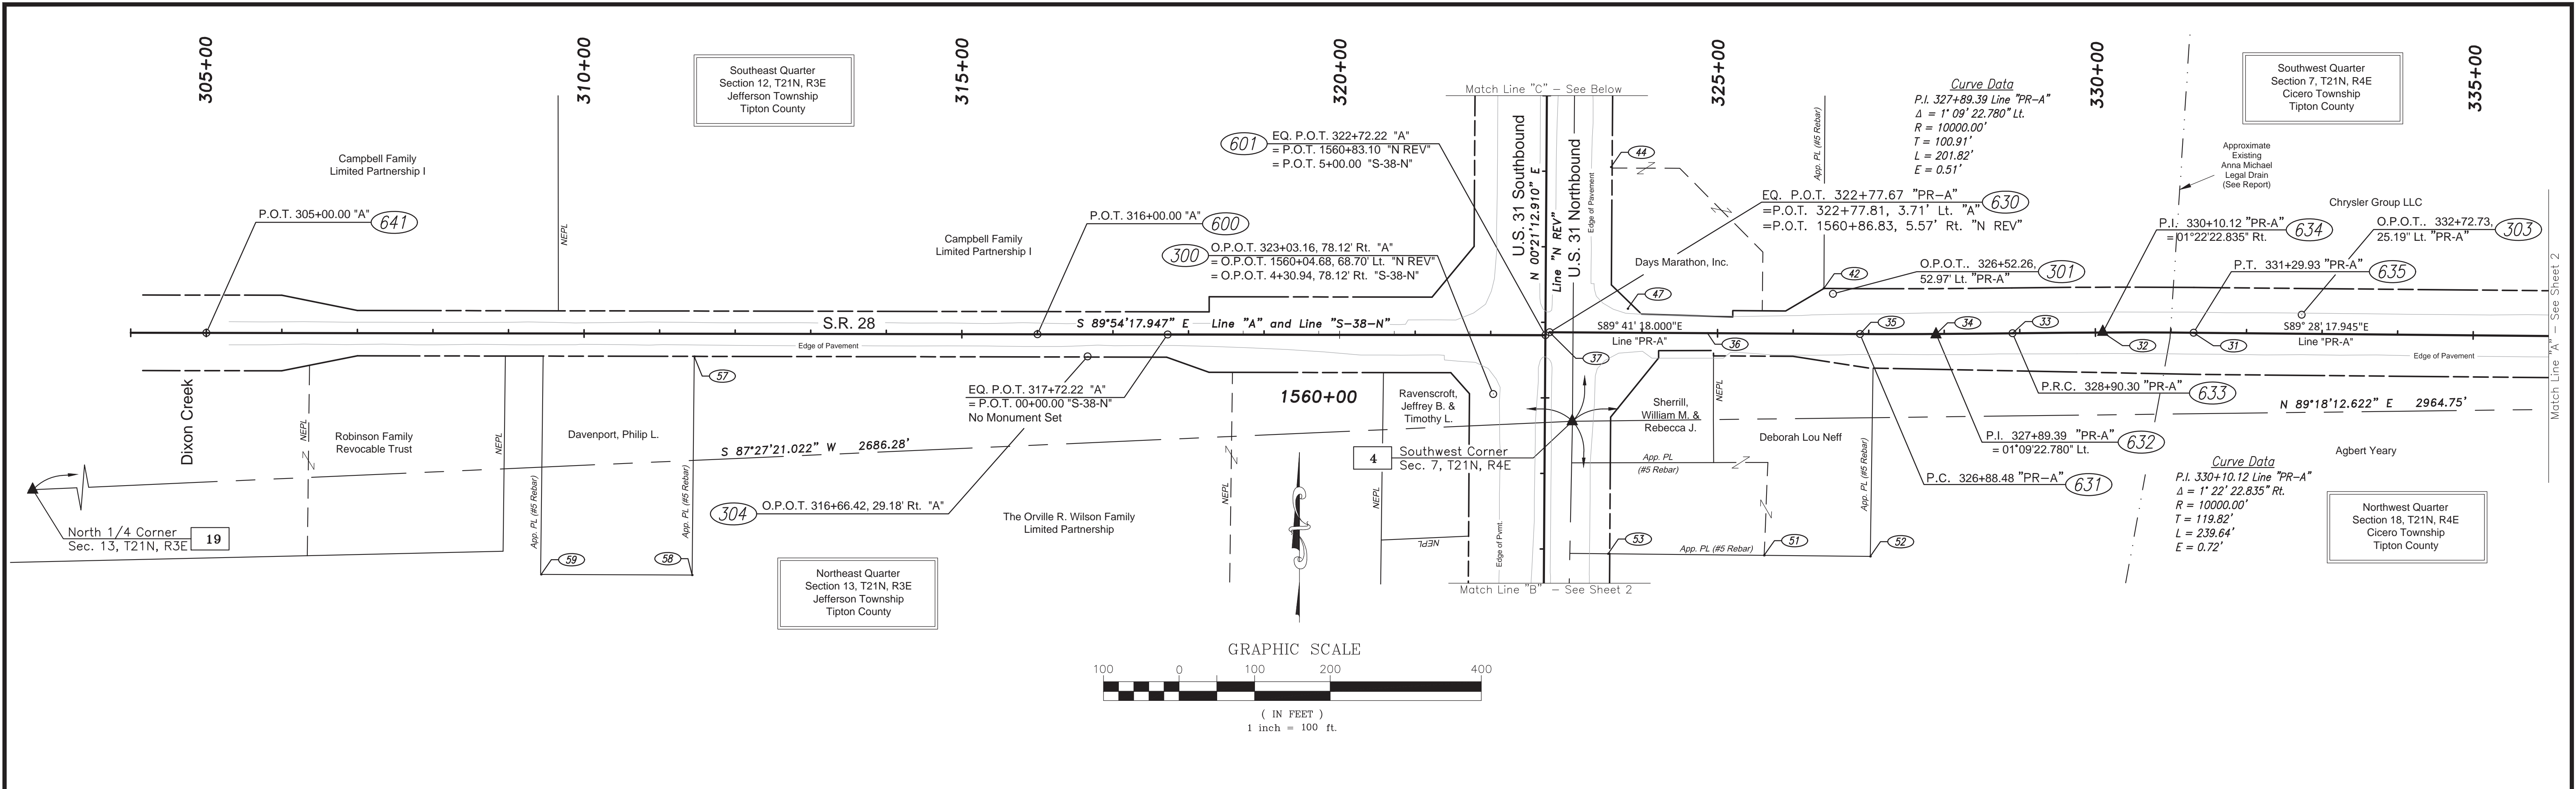 305+00
310+00
315+00
320+00
325+00
330+00
335+00
Southeast Quarter
Section 12, T21N, R3E
Jefferson Township
Tipton County
Southwest Quarter
Section 7, T21N, R4E
Cicero Township
Tipton County
Match Line "C" – See Below
Curve Data
P.I. 327+89.39 Line "PR–A"
Δ = 1° 09' 22.780" Lt.
R = 10000.00'
T = 100.91'
L = 201.82'
E = 0.51'
Campbell Family
Limited Partnership I
NEPL
P.O.T. 305+00.00 "A"
641
Campbell Family
Limited Partnership I
P.O.T. 316+00.00 "A"
600
601
EQ. P.O.T. 322+72.22 "A"
= P.O.T. 1560+83.10 "N REV"
= P.O.T. 5+00.00 "S-38-N"
300
O.P.O.T. 323+03.16, 78.12' Rt. "A"
= O.P.O.T. 1560+04.68, 68.70' Lt. "N REV"
= O.P.O.T. 4+30.94, 78.12' Rt. "S-38-N"
U.S. 31 Southbound
N 00°21'12.910" E
Line "N REV"
U.S. 31 Northbound
Edge of Pavement
44
47
Days Marathon, Inc.
EQ. P.O.T. 322+77.67 "PR–A"
=P.O.T. 322+77.81, 3.71' Lt. "A"
=P.O.T. 1560+86.83, 5.57' Rt. "N REV"
630
App. PL (#5 Rebar)
42
O.P.O.T.. 326+52.26,
52.97' Lt. "PR-A"
301
Approximate
Existing
Anna Michael
Legal Drain
(See Report)
Chrysler Group LLC
P.I. 330+10.12 "PR-A"
= 01°22'22.835" Rt.
634
O.P.O.T.. 332+72.73,
25.19" Lt. "PR-A"
303
P.T. 331+29.93 "PR-A"
635
Match Line "A" – See Sheet 2
S.R. 28
S 89°54'17.947" E Line "A" and Line "S-38-N"
Edge of Pavement
S89° 41' 18.000"E
Line "PR-A"
36
37
35
34
33
32
31
S89° 28' 17.945"E
Line "PR-A"
Edge of Pavement
Dixon Creek
NEPL
Robinson Family
Revocable Trust
NEPL
Davenport, Philip L.
App. PL (#5 Rebar)
App. PL (#5 Rebar)
57
58
59
S 87°27'21.022" W 2686.28'
North 1/4 Corner
Sec. 13, T21N, R3E
19
EQ. P.O.T. 317+72.22 "A"
= P.O.T. 00+00.00 "S-38-N"
No Monument Set
304
O.P.O.T. 316+66.42, 29.18' Rt. "A"
The Orville R. Wilson Family
Limited Partnership
NEPL
1560+00
NEPL
NEPL
Ravenscroft,
Jeffrey B. &
Timothy L.
4
Southwest Corner
Sec. 7, T21N, R4E
Edge of Pvmt.
Match Line "B" – See Sheet 2
Sherrill,
William M. &
Rebecca J.
NEPL
App. PL
(#5 Rebar)
53
App. PL (#5 Rebar)
51
52
Deborah Lou Neff
App. PL (#5 Rebar)
P.C. 326+88.48 "PR–A"
631
P.I. 327+89.39 "PR-A"
= 01°09'22.780" Lt.
632
P.R.C. 328+90.30 "PR-A"
633
N 89°18'12.622" E 2964.75'
Agbert Yeary
Curve Data
P.I. 330+10.12 Line "PR–A"
Δ = 1° 22' 22.835" Rt.
R = 10000.00'
T = 119.82'
L = 239.64'
E = 0.72'
Northwest Quarter
Section 18, T21N, R4E
Cicero Township
Tipton County
Northeast Quarter
Section 13, T21N, R3E
Jefferson Township
Tipton County
GRAPHIC SCALE
100 0 100 200 400
( IN FEET )
1 inch = 100 ft.